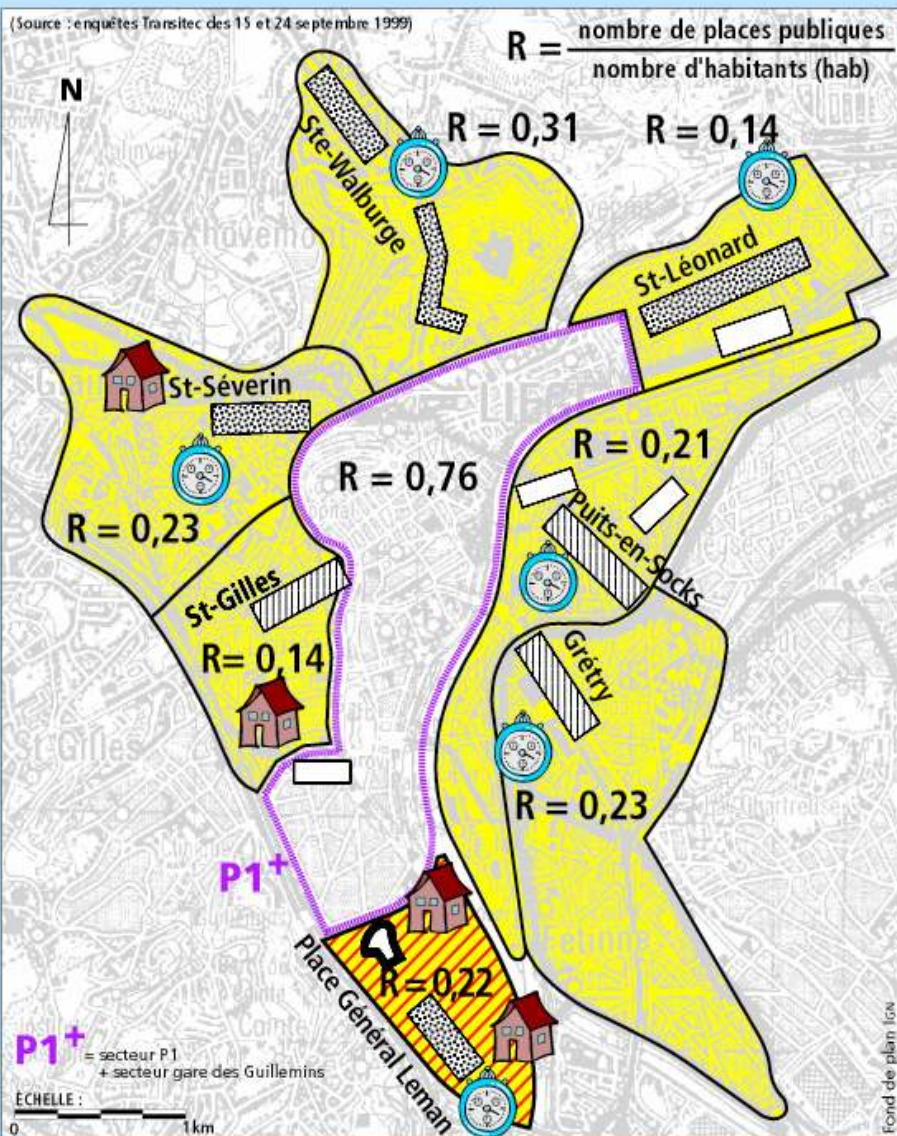 (Source : enquêtes Transitec des 15 et 24 septembre 1999)
R = nombre de places publiques
nombre d'habitants (hab)
N
Ste-Walburge
R = 0,31
R = 0,14
St-Léonard
St-Séverin
R = 0,23
R = 0,76
R = 0,21
Puits-en-Socks
St-Gilles
R= 0,14
Grétry
R = 0,23
P1+
Place Général Leman
R = 0,22
P1+ = secteur P1
+ secteur gare des Guillemins
ÉCHELLE :
0 1km
Fond de plan IGN